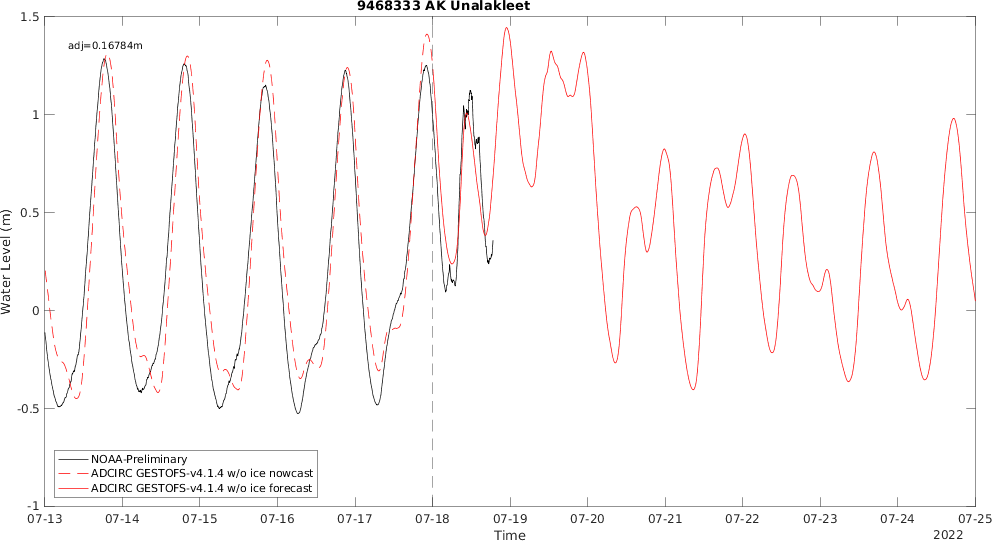 9468333 AK Unalakleet
adj=0.16784m
1.5
1
0.5
0
-0.5
-1
Water Level (m)
NOAA-Preliminary
ADCIRC GESTOFS-v4.1.4 w/o ice nowcast
ADCIRC GESTOFS-v4.1.4 w/o ice forecast
07-13 07-14 07-15 07-16 07-17 07-18 07-19 07-20 07-21 07-22 07-23 07-24 07-25
Time
2022